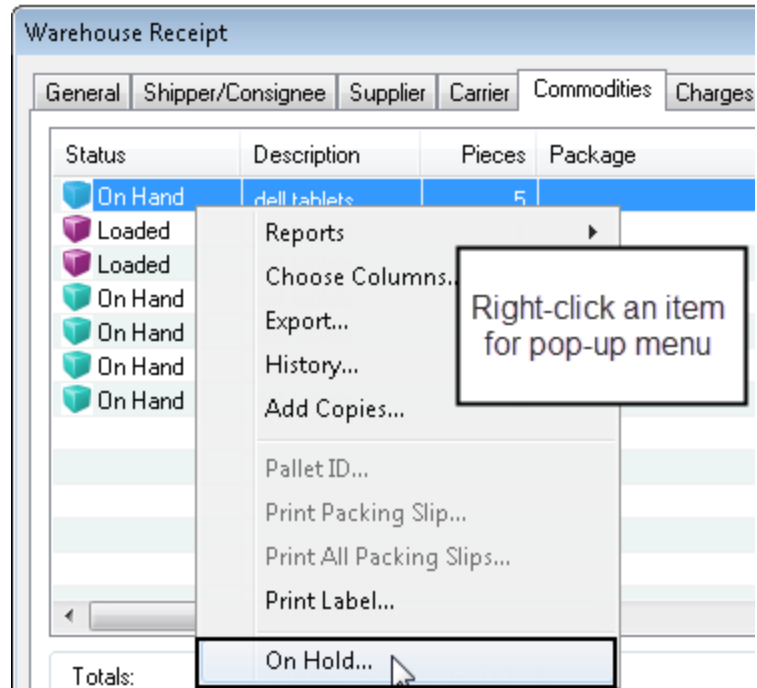 Warehouse Receipt
General Shipper/Consignee Supplier Carrier Commodities Charges
Status Description Pieces Package
On Hand dell tablets 5
Loaded
Loaded
On Hand
On Hand
On Hand
On Hand
Reports
Choose Columns...
Export...
History...
Add Copies...
Pallet ID...
Print Packing Slip...
Print All Packing Slips...
Print Label...
On Hold...
Right-click an item
for pop-up menu
Totals: